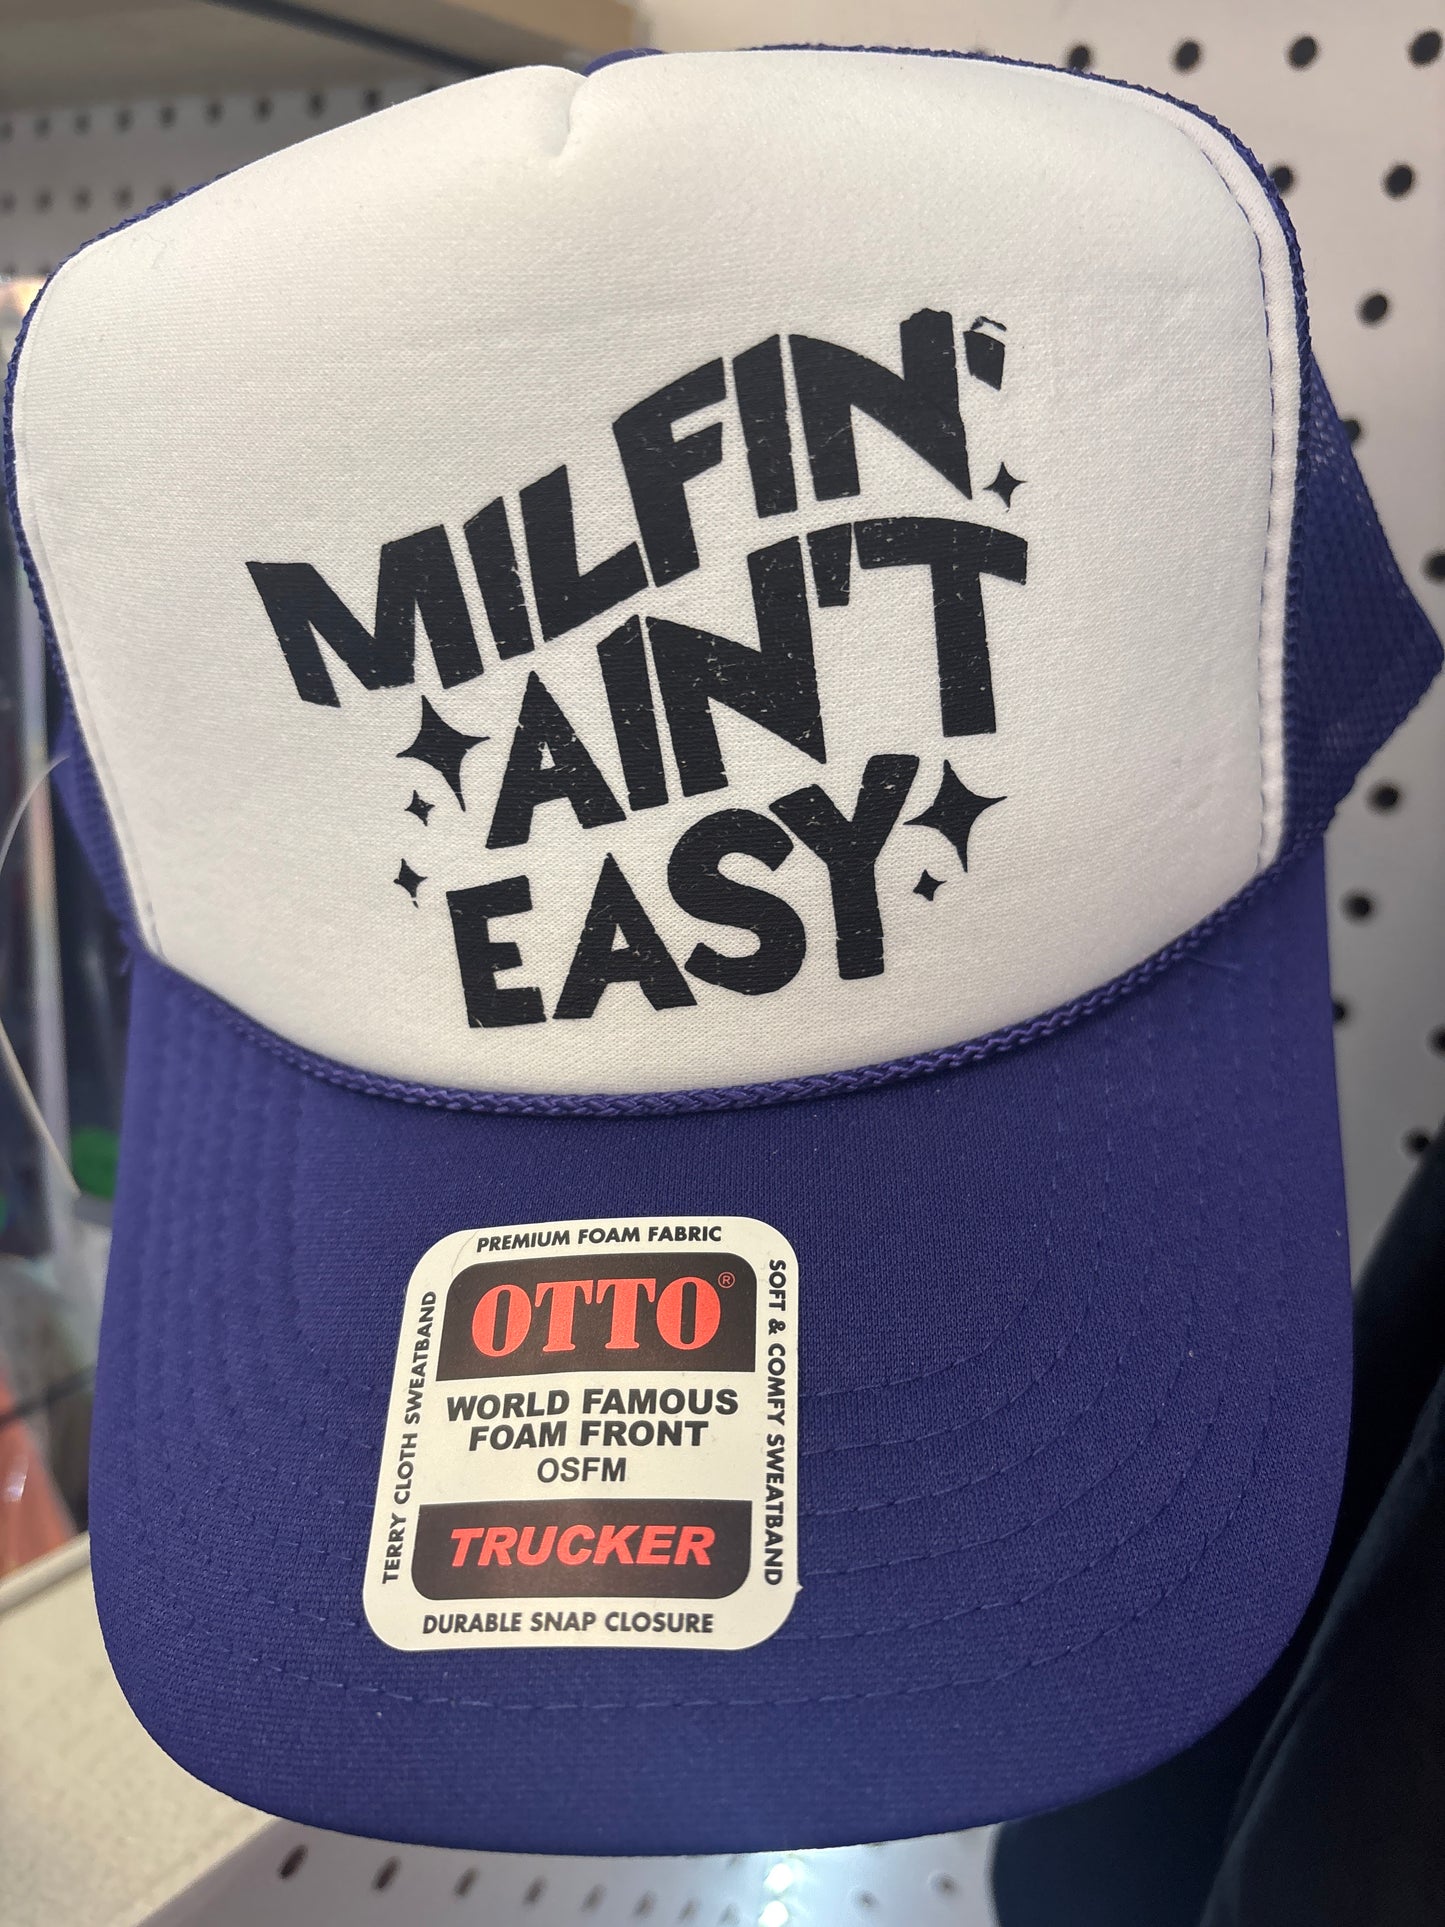 MILFIN'
AIN'T
EASY
PREMIUM FOAM FABRIC
OTTO®
WORLD FAMOUS
FOAM FRONT
OSFM
TRUCKER
DURABLE SNAP CLOSURE
TERRY CLOTH SWEATBAND
SOFT & COMFY SWEATBAND